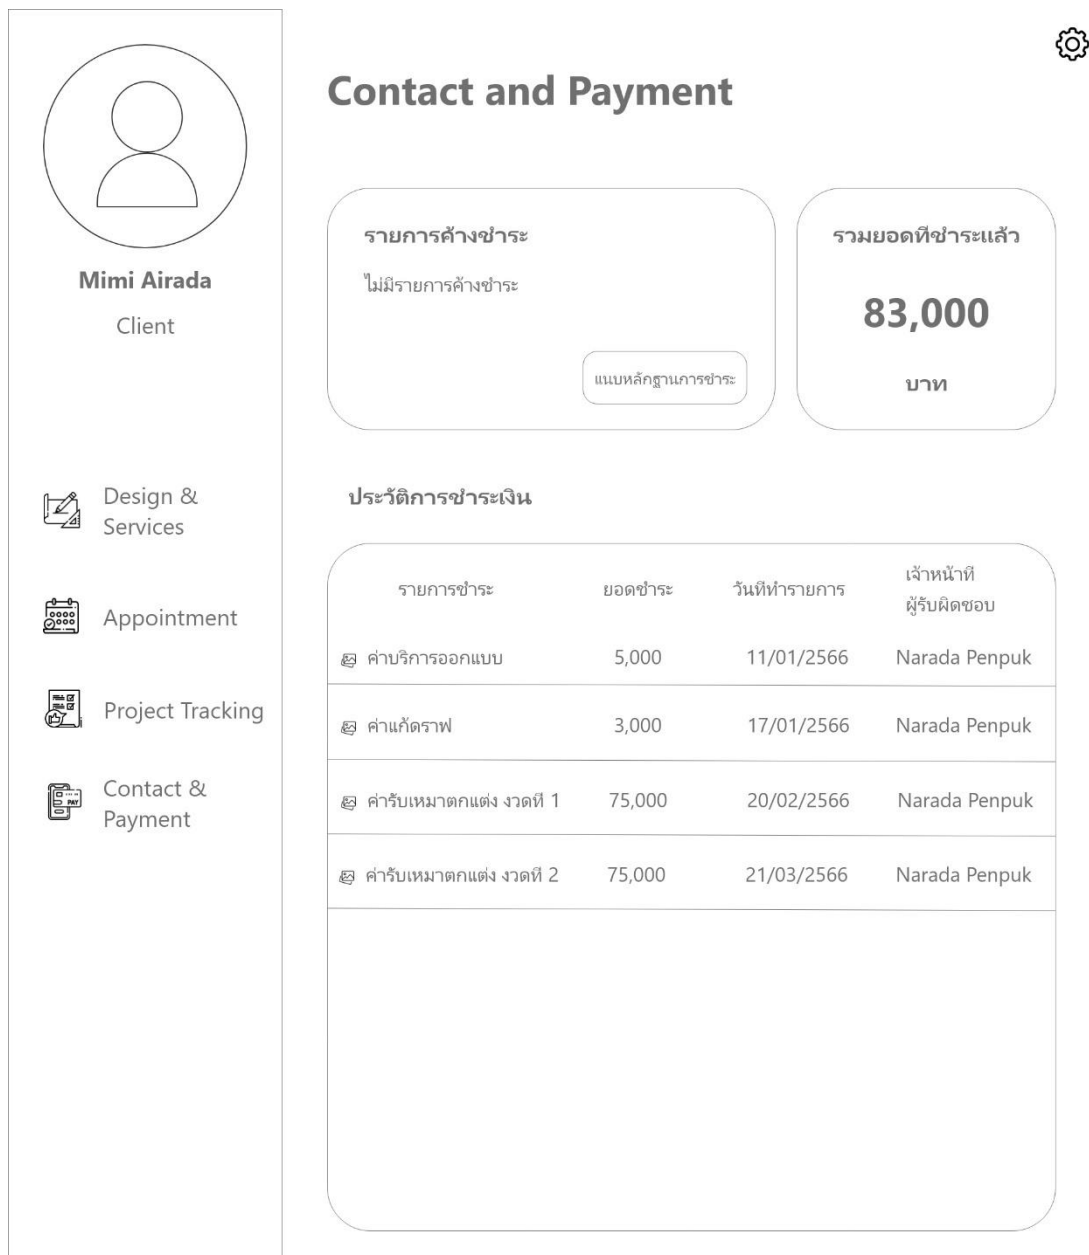 Contact and Payment
Mimi Airada
Client
Design &
Services
Appointment
Project Tracking
Contact &
Payment
รายการค้างชำระ
ไม่มีรายการค้างชำระ
แนบหลักฐานการชำระ
รวมยอดที่ชำระแล้ว
83,000
บาท
ประวัติการชำระเงิน
รายการชำระ ยอดชำระ วันที่ทำรายการ เจ้าหน้าที่
ผู้รับผิดชอบ
ค่าบริการออกแบบ 5,000 11/01/2566 Narada Penpuk
ค่าแก้ดราฟ 3,000 17/01/2566 Narada Penpuk
ค่ารับเหมาตกแต่ง งวดที่ 1 75,000 20/02/2566 Narada Penpuk
ค่ารับเหมาตกแต่ง งวดที่ 2 75,000 21/03/2566 Narada Penpuk
PAY